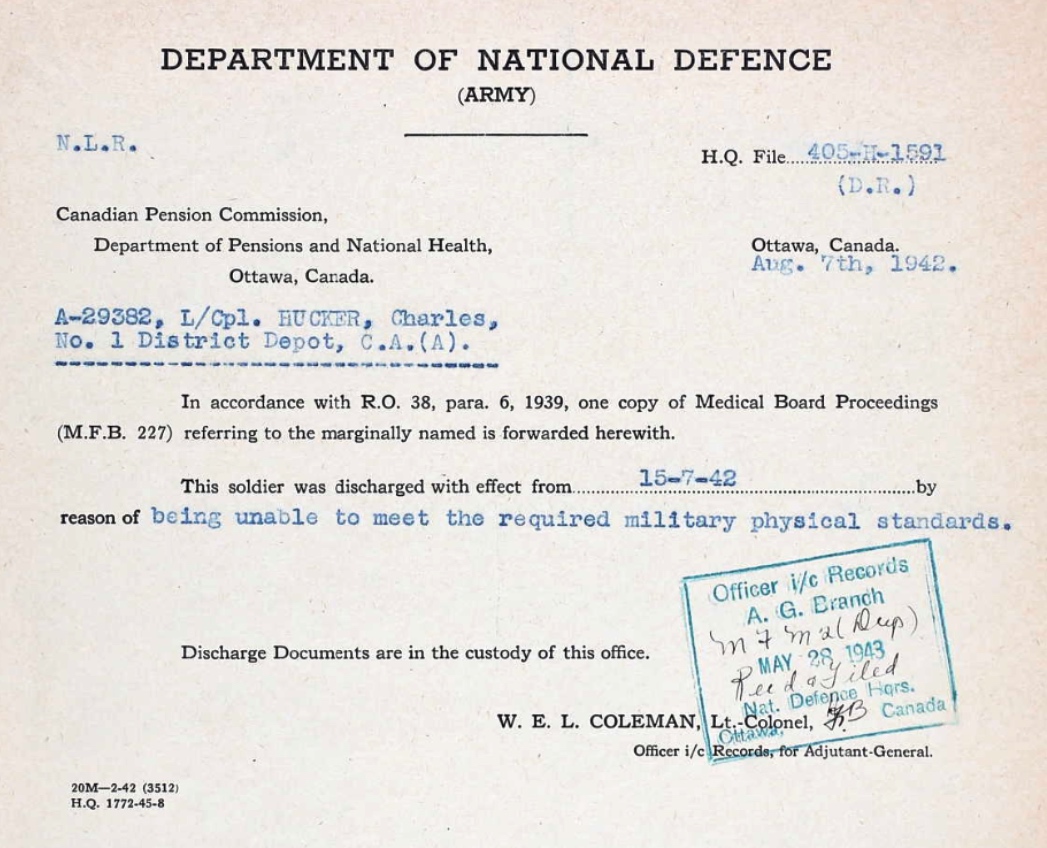 DEPARTMENT OF NATIONAL DEFENCE
(ARMY)
N.L.R.
H.Q. File 405-H-1591
(D.R.)
Canadian Pension Commission,
Department of Pensions and National Health,
Ottawa, Canada.
Ottawa, Canada.
Aug. 7th, 1942.
A-29382, L/Cpl. HUCKER, Charles,
No. 1 District Depot, C.A.(A).
In accordance with R.O. 38, para. 6, 1939, one copy of Medical Board Proceedings
(M.F.B. 227) referring to the marginally named is forwarded herewith.
This soldier was discharged with effect from 15-7-42 by
reason of being unable to meet the required military physical standards.
Officer i/c Records
A. G. Branch
M F M 2 (Dup)
MAY 28 1943
Rec'd & Filed
Nat. Defence Hqrs.
Ottawa, Canada
Discharge Documents are in the custody of this office.
W. E. L. COLEMAN, Lt.-Colonel,
Officer i/c Records, for Adjutant-General.
20M—2-42 (3512)
H.Q. 1772-45-8